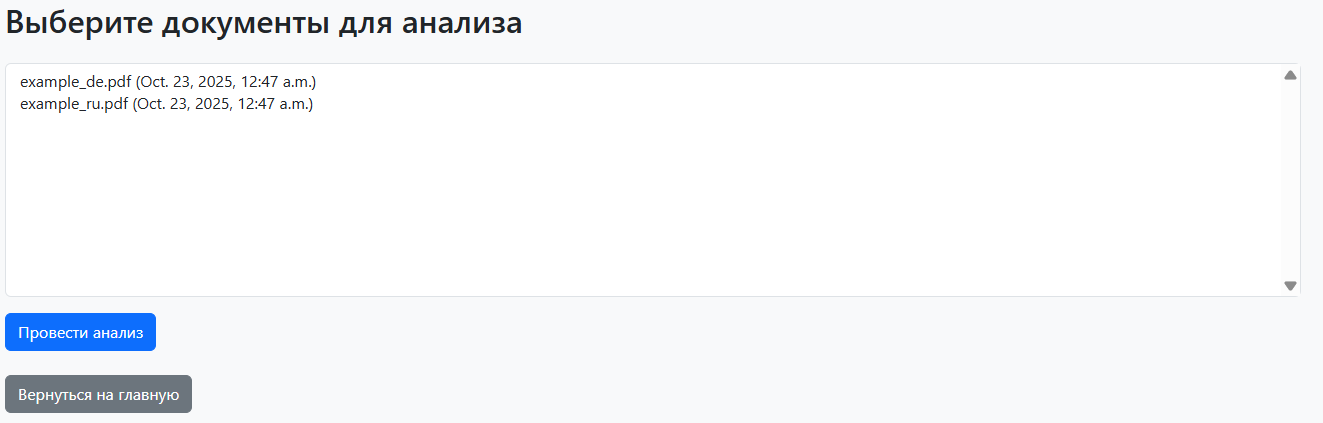 Выберите документы для анализа
example_de.pdf (Oct. 23, 2025, 12:47 a.m.)
example_ru.pdf (Oct. 23, 2025, 12:47 a.m.)
Провести анализ
Вернуться на главную